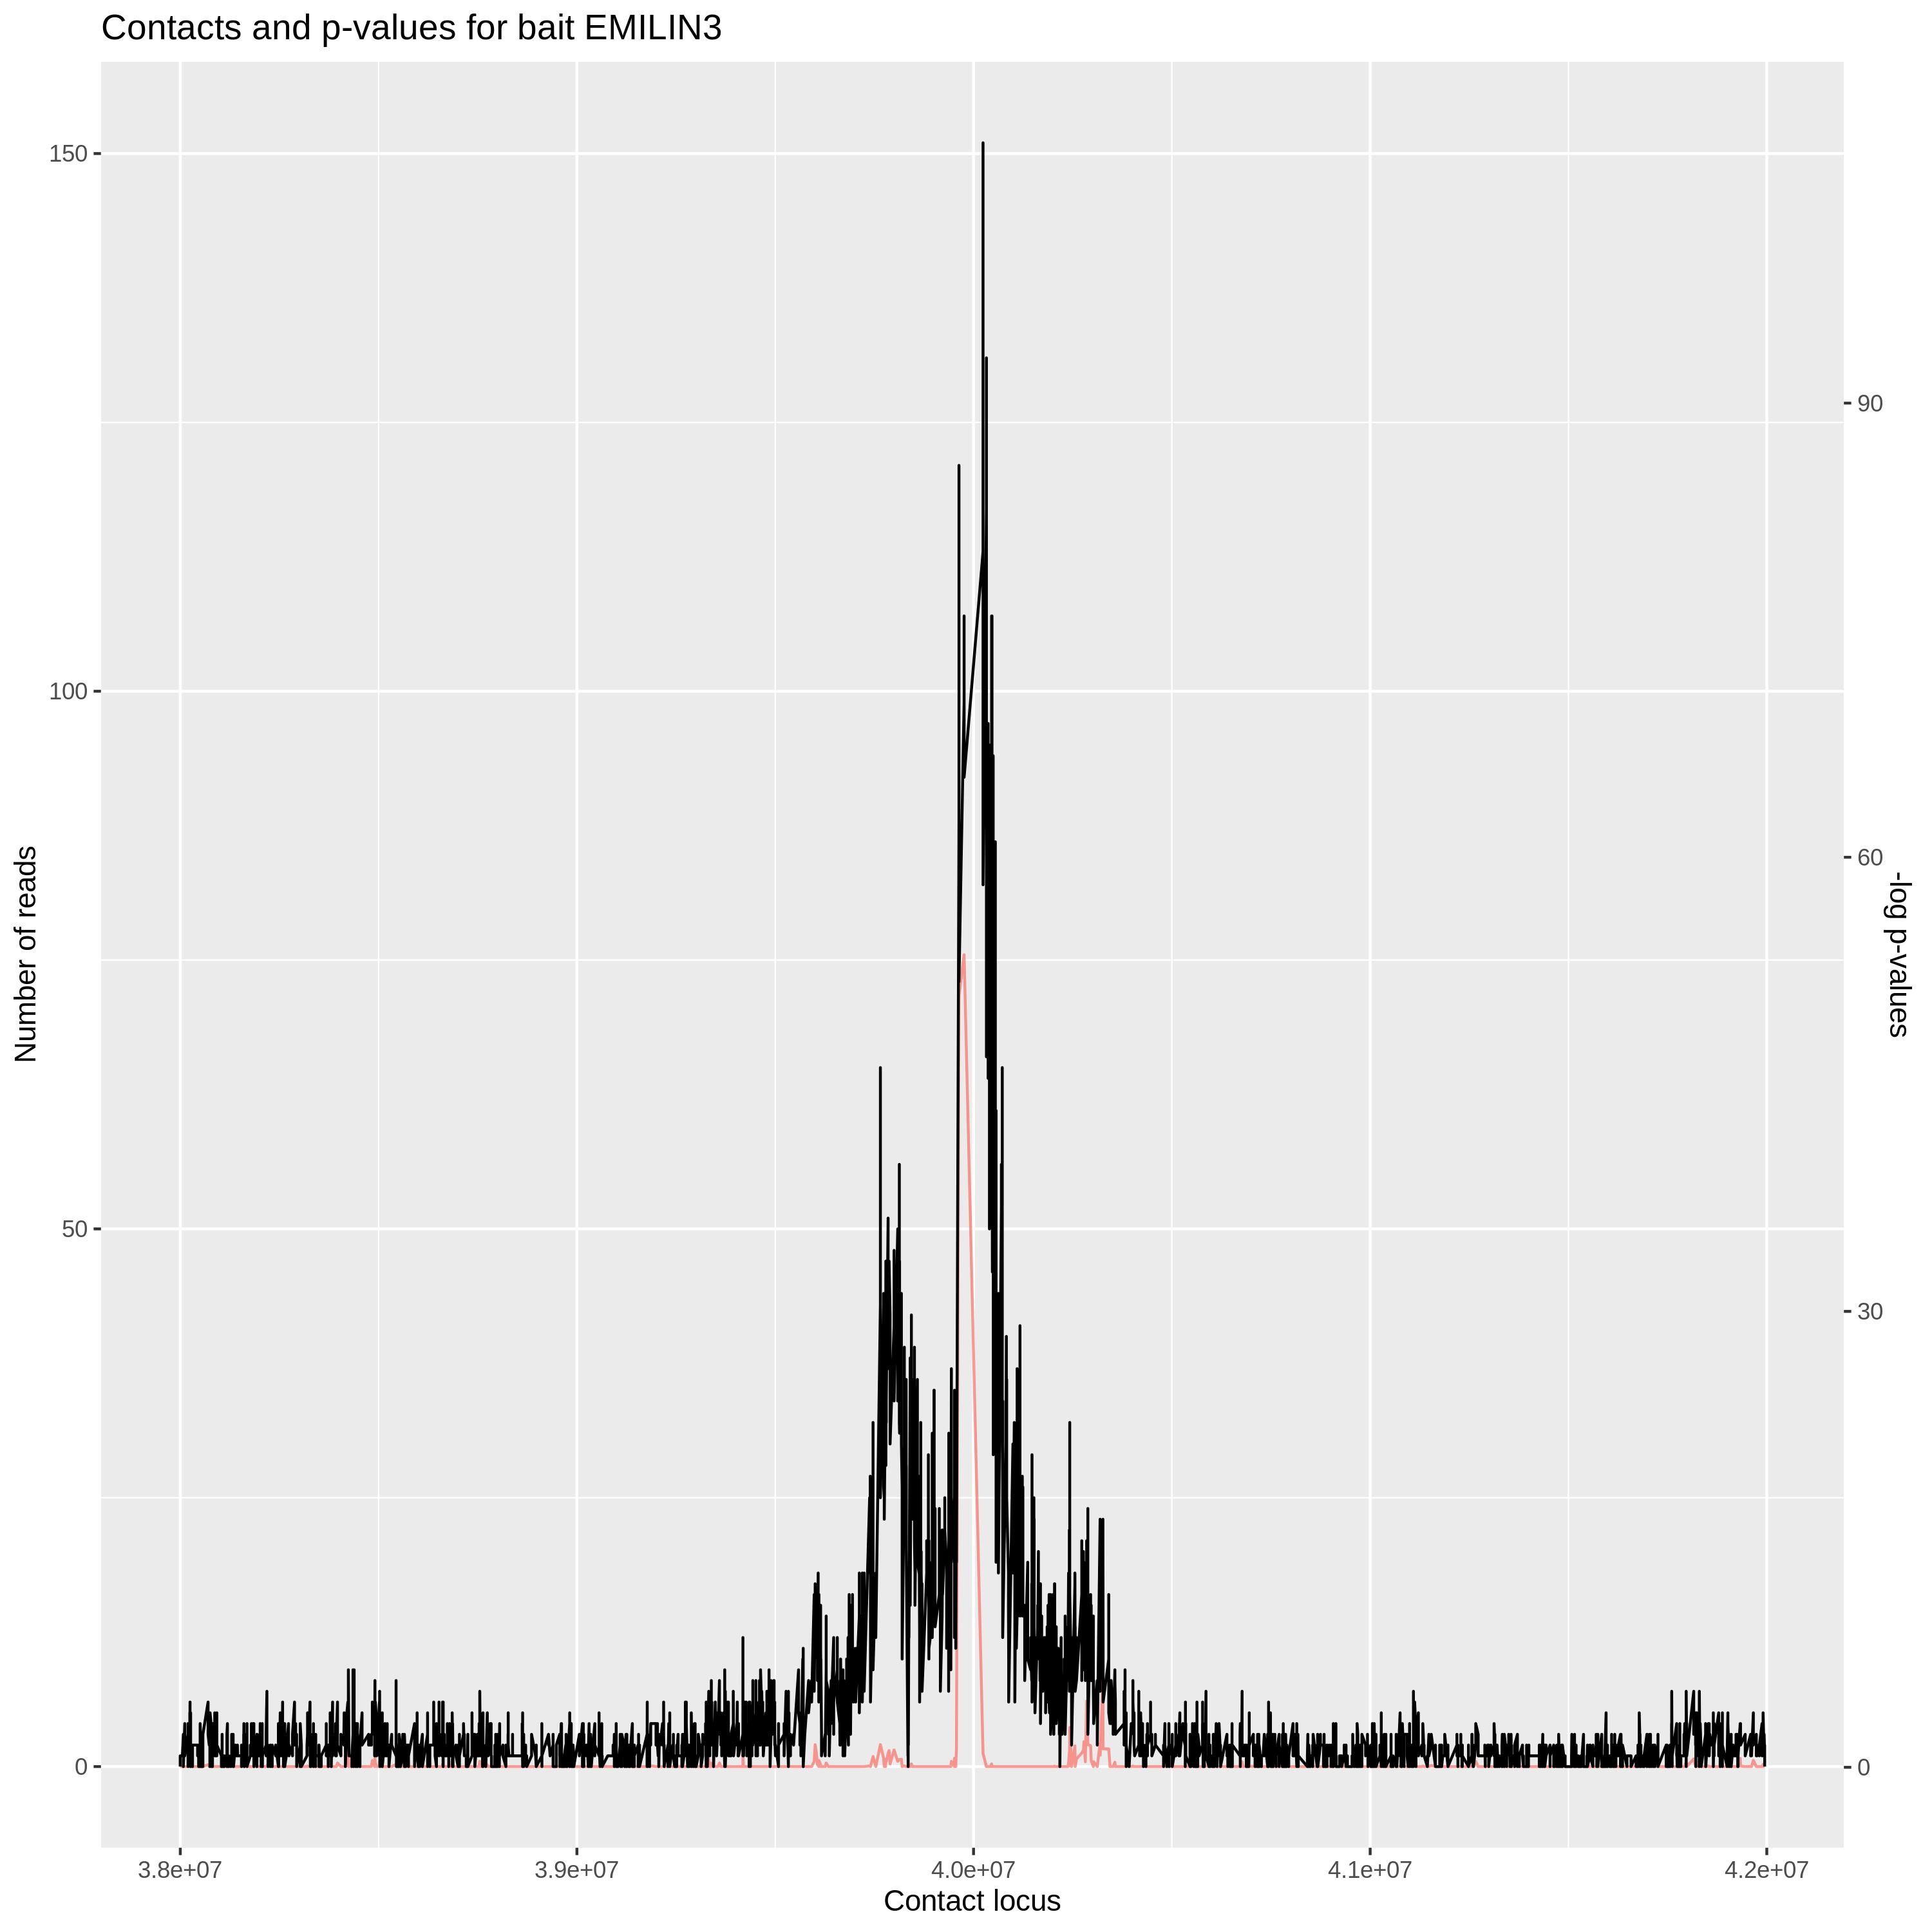 Contacts and p-values for bait EMILIN3
150
100
50
0
Number of reads
90
60
30
0
-log p-values
3.8e+07
3.9e+07
4.0e+07
4.1e+07
4.2e+07
Contact locus